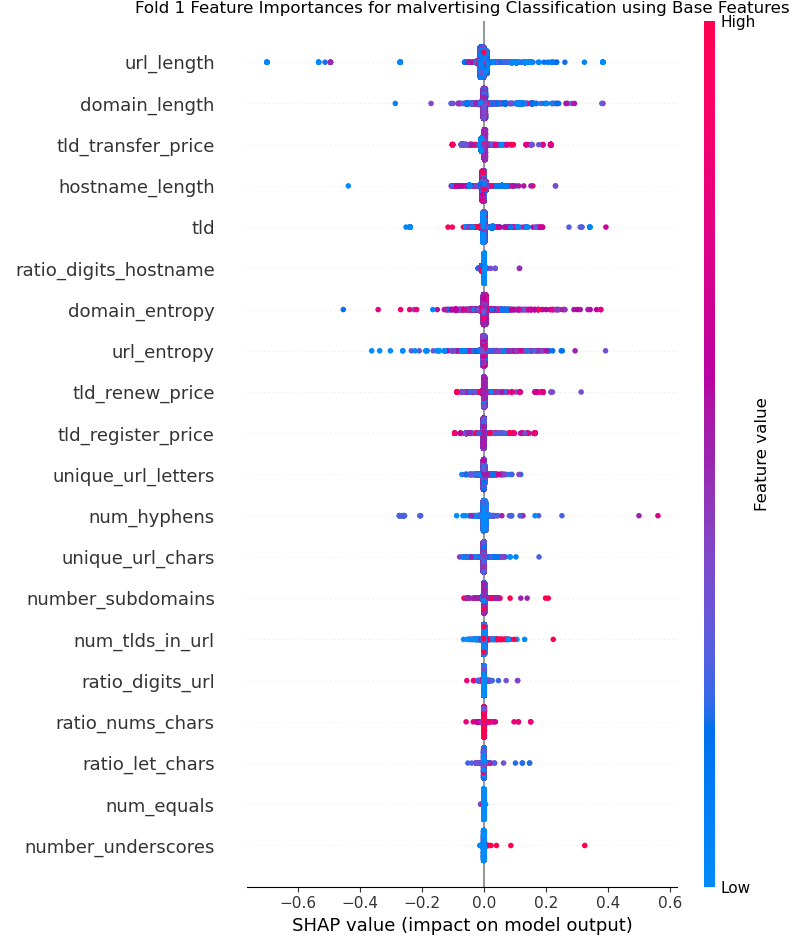 Fold 1 Feature Importances for malvertising Classification using Base Features
High
url_length
domain_length
tld_transfer_price
hostname_length
tld
ratio_digits_hostname
domain_entropy
url_entropy
tld_renew_price
tld_register_price
unique_url_letters
num_hyphens
unique_url_chars
number_subdomains
num_tlds_in_url
ratio_digits_url
ratio_nums_chars
ratio_let_chars
num_equals
number_underscores
Feature value
Low
−0.6 −0.4 −0.2 0.0 0.2 0.4 0.6
SHAP value (impact on model output)